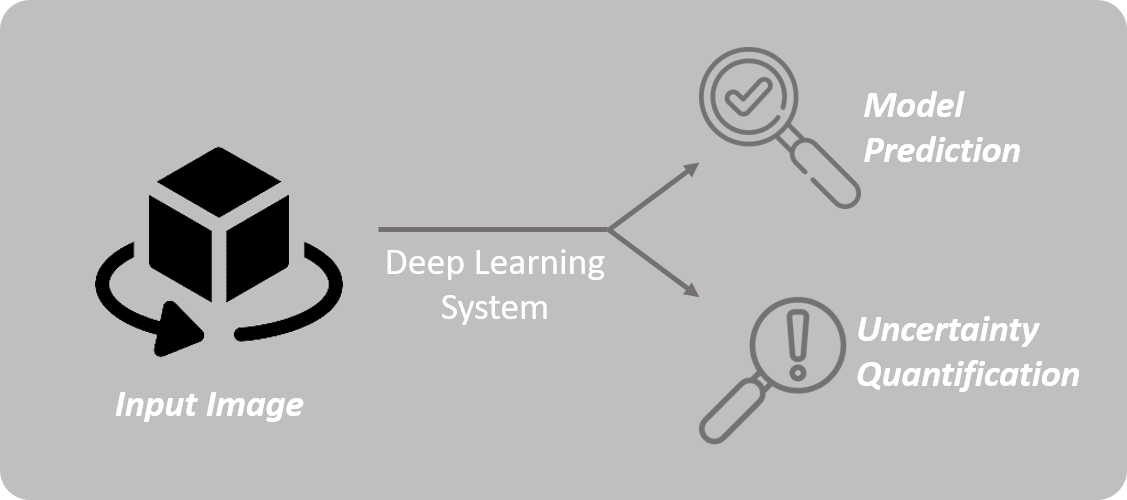 Model
Prediction
Deep Learning
System
Uncertainty
Quantification
Input Image